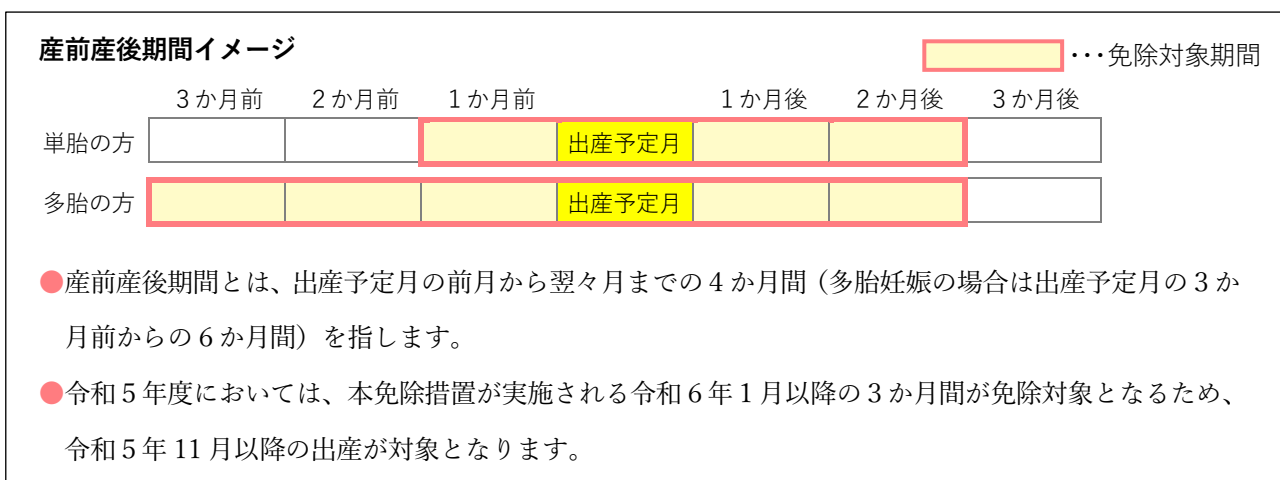 産前産後期間イメージ
・・・免除対象期間
３か月前 ２か月前 １か月前 １か月後 ２か月後 ３か月後
単胎の方 出産予定月
多胎の方 出産予定月
●産前産後期間とは、出産予定月の前月から翌々月までの４か月間（多胎妊娠の場合は出産予定月の３か
月前からの６か月間）を指します。
●令和５年度においては、本免除措置が実施される令和６年１月以降の３か月間が免除対象となるため、
令和５年 11 月以降の出産が対象となります。